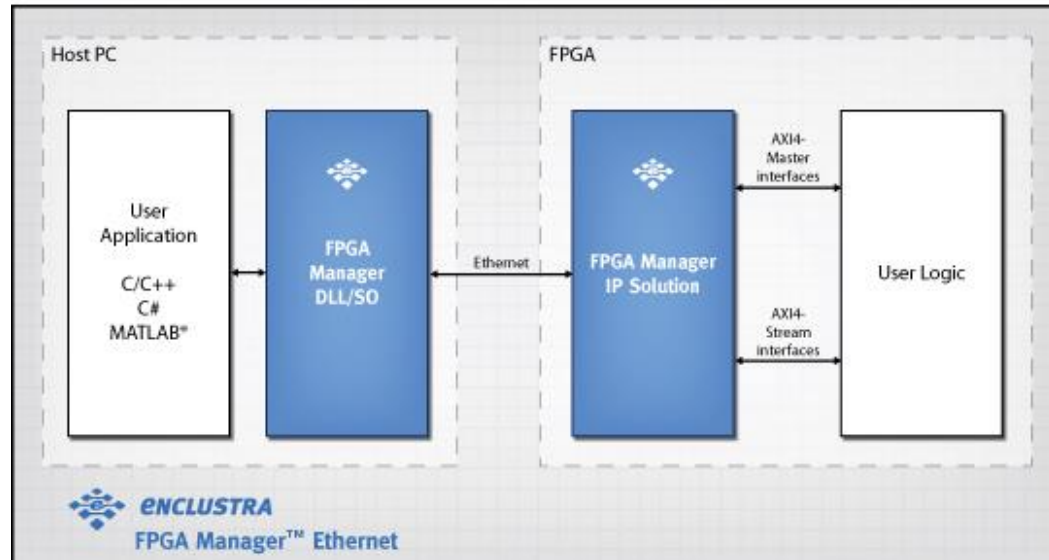 Host PC
User
Application
C/C++
C#
MATLAB®
FPGA
Manager
DLL/SO
Ethernet
FPGA
FPGA Manager
IP Solution
AXI4-
Master
interfaces
AXI4-
Stream
interfaces
User Logic
e ENCLUSTRA
FPGA Manager™ Ethernet